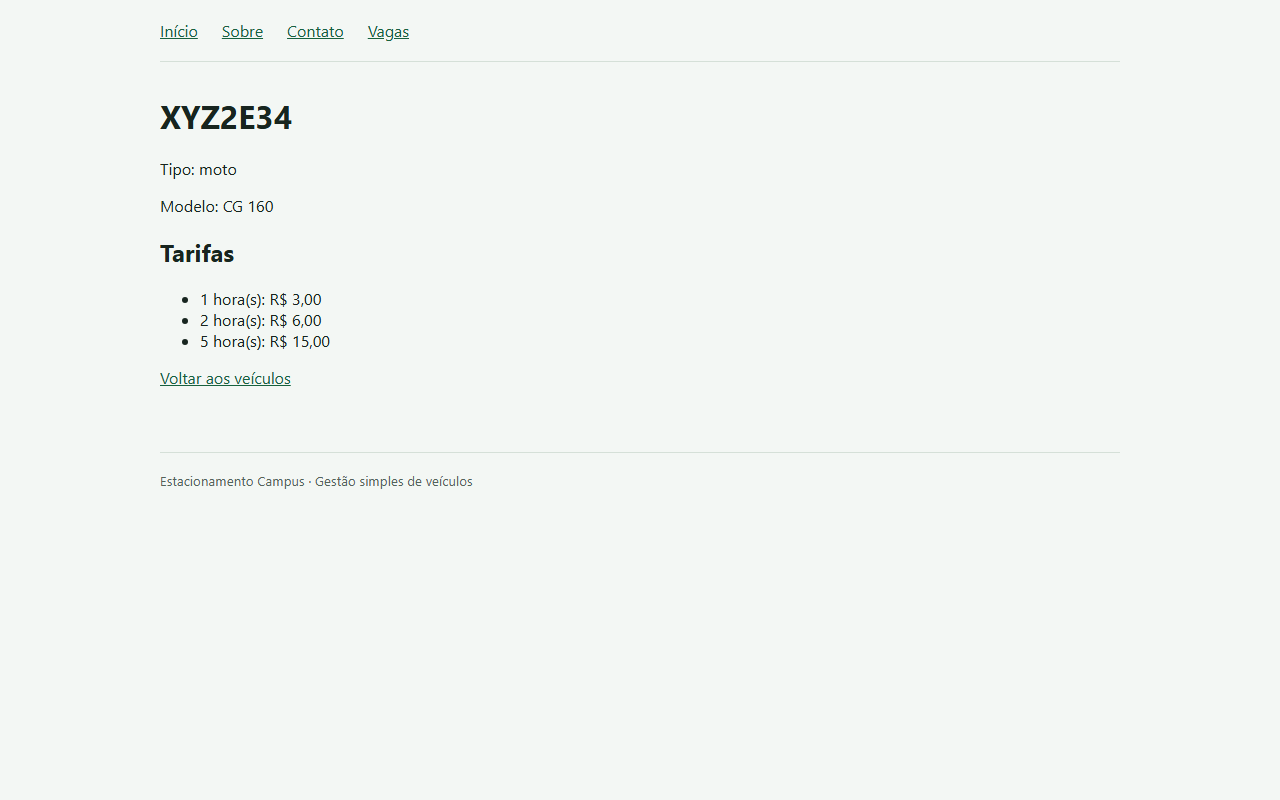 Início Sobre Contato Vagas
XYZ2E34
Tipo: moto
Modelo: CG 160
Tarifas
1 hora(s): R$ 3,00
2 hora(s): R$ 6,00
5 hora(s): R$ 15,00
Voltar aos veículos
Estacionamento Campus · Gestão simples de veículos